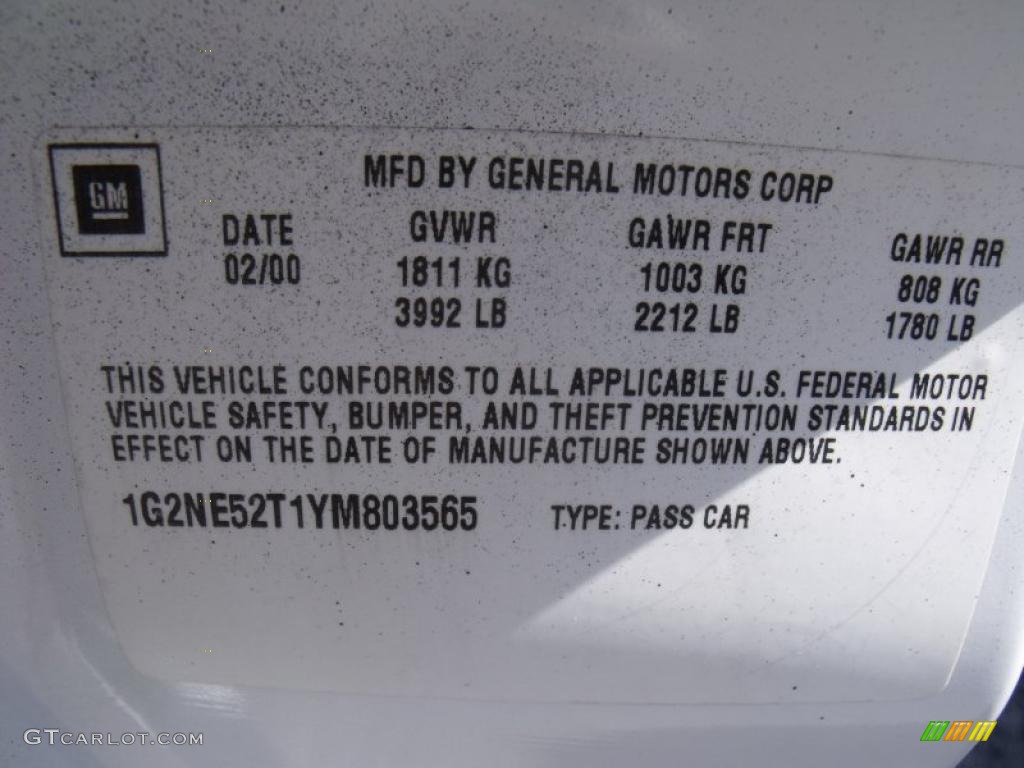 GM
MFD BY GENERAL MOTORS CORP
DATE GVWR GAWR FRT GAWR RR
02/00 1811 KG 1003 KG 808 KG
3992 LB 2212 LB 1780 LB
THIS VEHICLE CONFORMS TO ALL APPLICABLE U.S. FEDERAL MOTOR
VEHICLE SAFETY, BUMPER, AND THEFT PREVENTION STANDARDS IN
EFFECT ON THE DATE OF MANUFACTURE SHOWN ABOVE.
1G2NE52T1YM803565 TYPE: PASS CAR
GTCARLOT.COM